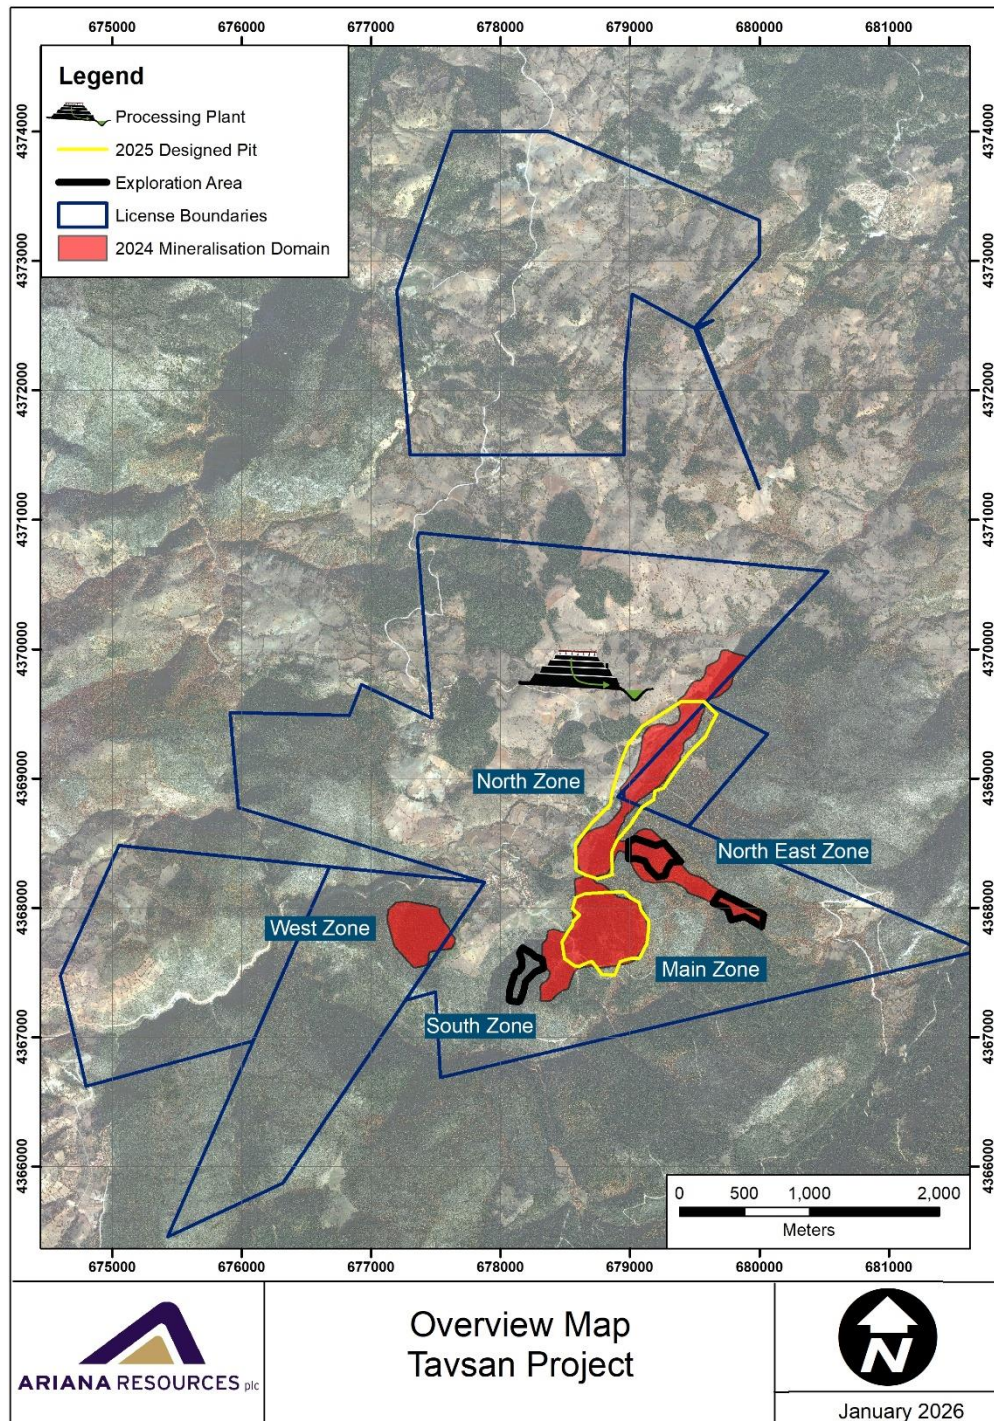 675000 676000 677000 678000 679000 680000 681000
Legend
Processing Plant
2025 Designed Pit
Exploration Area
License Boundaries
2024 Mineralisation Domain
4374000 4374000
4373000 4373000
4372000 4372000
4371000 4371000
4370000 4370000
4369000 4369000
North Zone
North East Zone
4368000 4368000
West Zone
Main Zone
South Zone
4367000 4367000
4366000 4366000
0 500 1,000 2,000
Meters
675000 676000 677000 678000 679000 680000 681000
ARIANA RESOURCES plc
Overview Map
Tavsan Project
N
January 2026